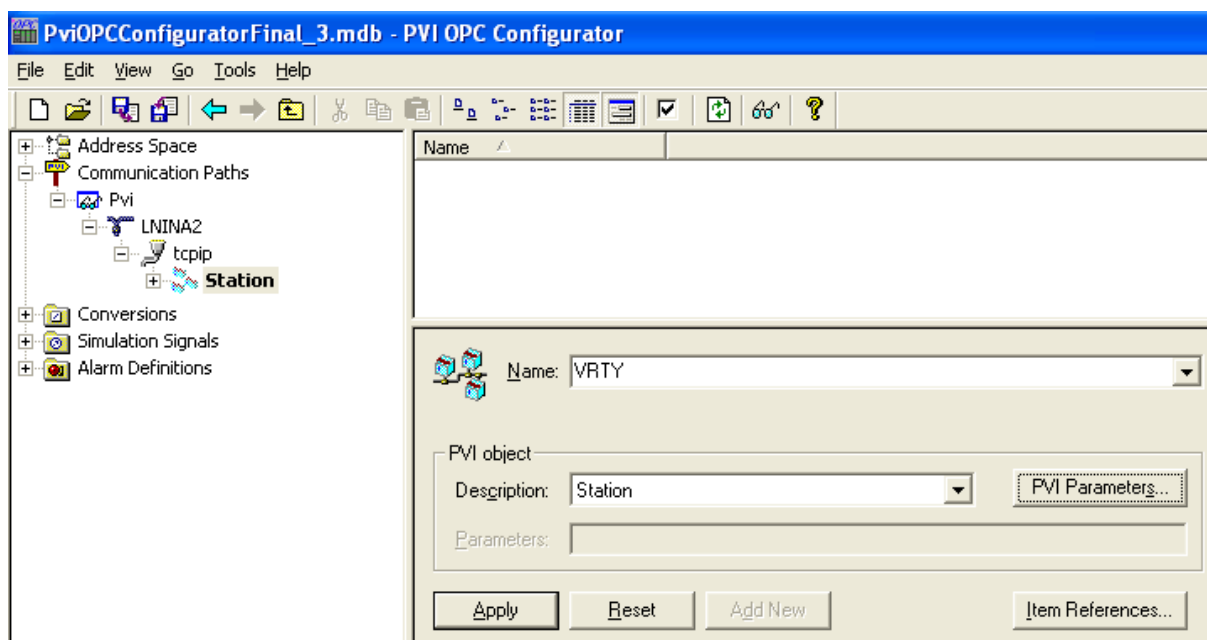 PviOPCConfiguratorFinal_3.mdb - PVI OPC Configurator
File Edit View Go Tools Help
Address Space
Communication Paths
Pvi
LNINA2
tcpip
Station
Conversions
Simulation Signals
Alarm Definitions
Name
Name: VRTY
PVI object
Description: Station PVI Parameters...
Parameters:
Apply Reset Add New Item References...